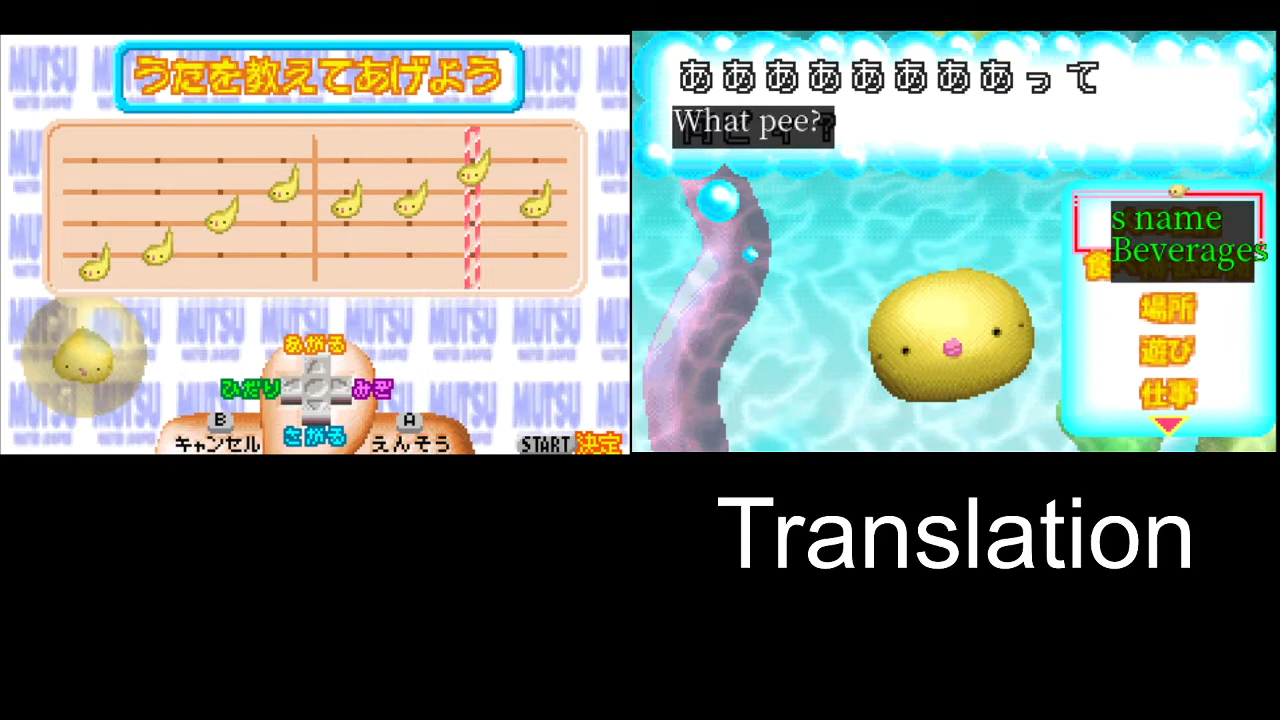 うたを教えてあげよう
MUTSU
あがる
ひだり
みぎ
さがる
B
キャンセル
A
えんそう
START 決定
ああああああああって
What pee?
s name
Beverages
場所
遊び
仕事
Translation